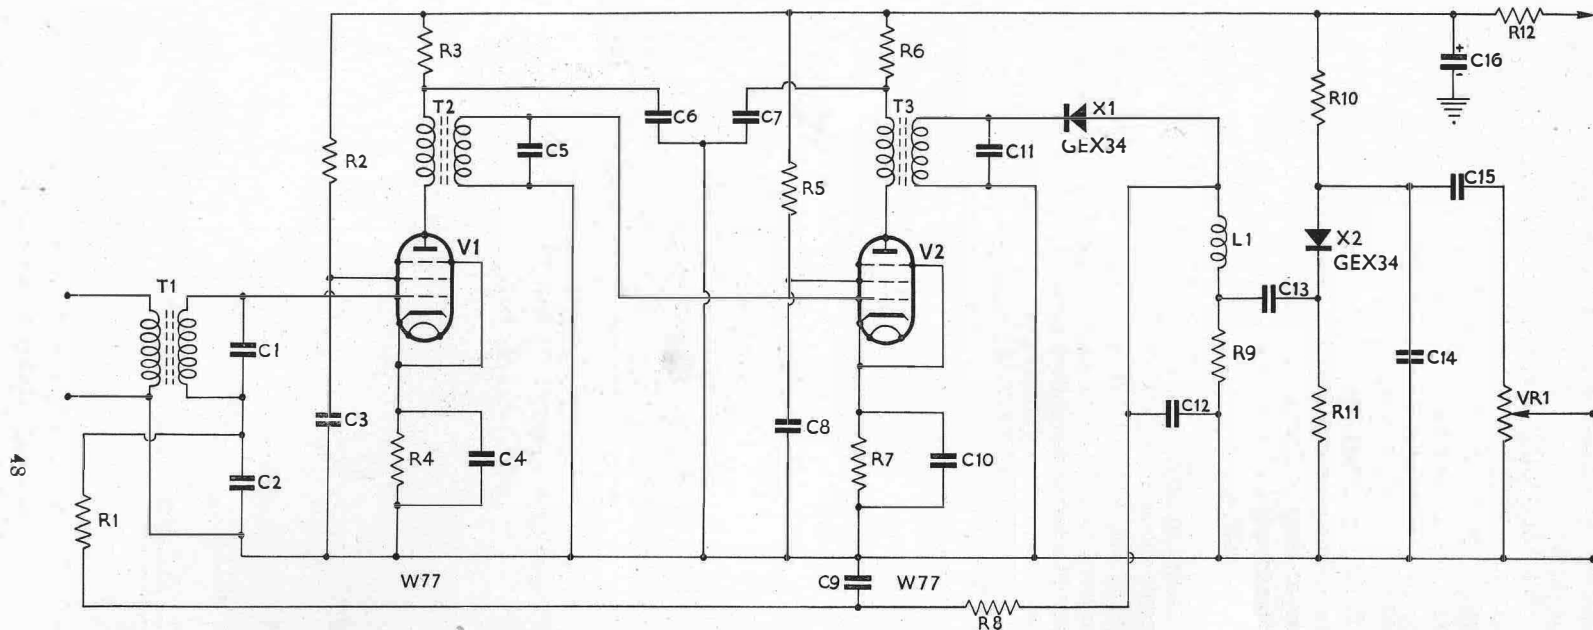 R3
R6
R12
C16
+
-
R10
T2
C6
C7
T3
X1
GEX34
R2
C5
R5
C11
C15
V1
V2
L1
X2
GEX34
T1
C13
C1
R9
C14
C3
C12
R11
VR1
C8
R4
C4
R7
C10
C2
R1
W77
C9
W77
R8
48